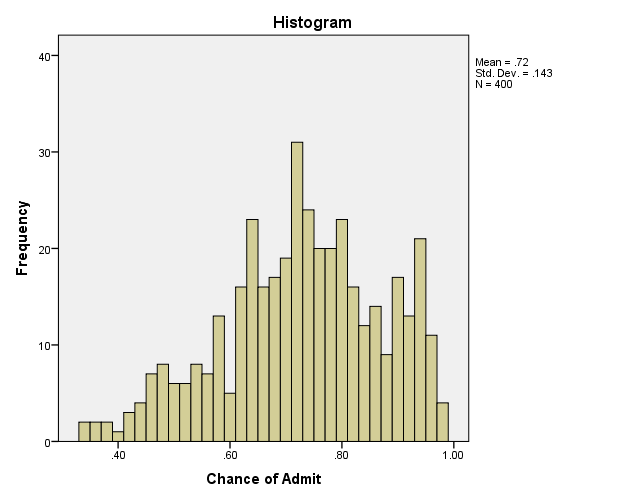 Histogram
Mean = .72
Std. Dev. = .143
N = 400
Frequency
40
30
20
10
0
.40
.60
.80
1.00
Chance of Admit